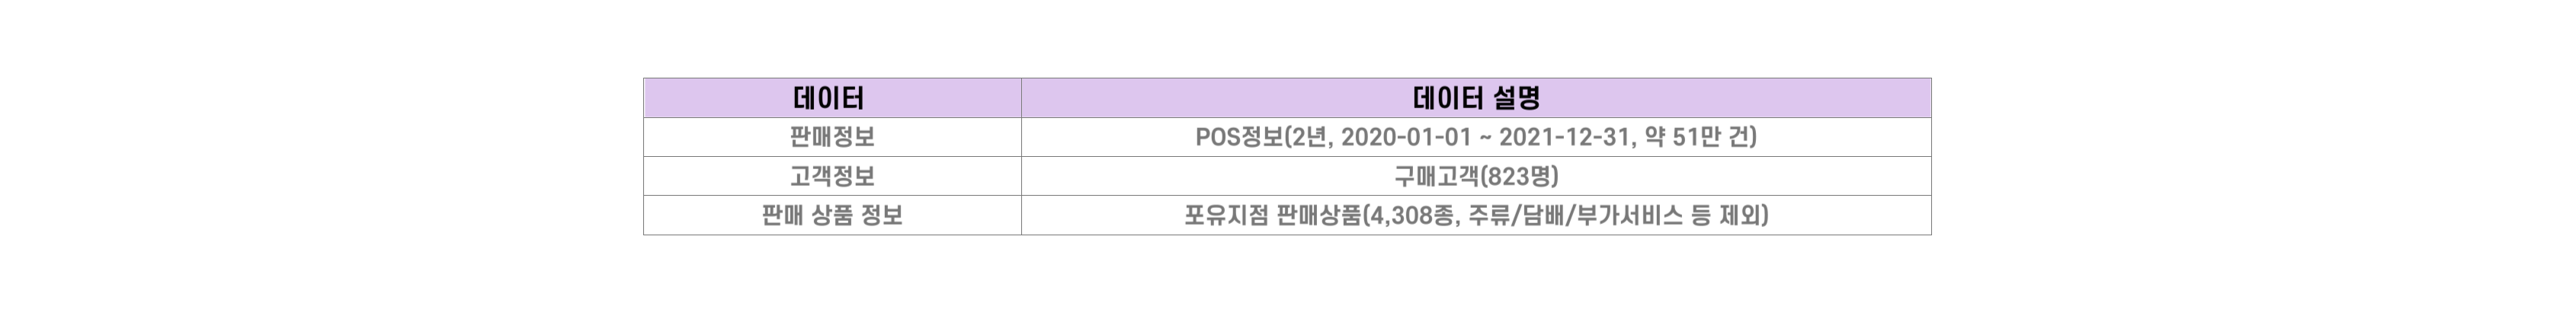 데이터 데이터 설명
판매정보 POS정보(2년, 2020-01-01 ~ 2021-12-31, 약 51만 건)
고객정보 구매고객(823명)
판매 상품 정보 포유지점 판매상품(4,308종, 주류/담배/부가서비스 등 제외)